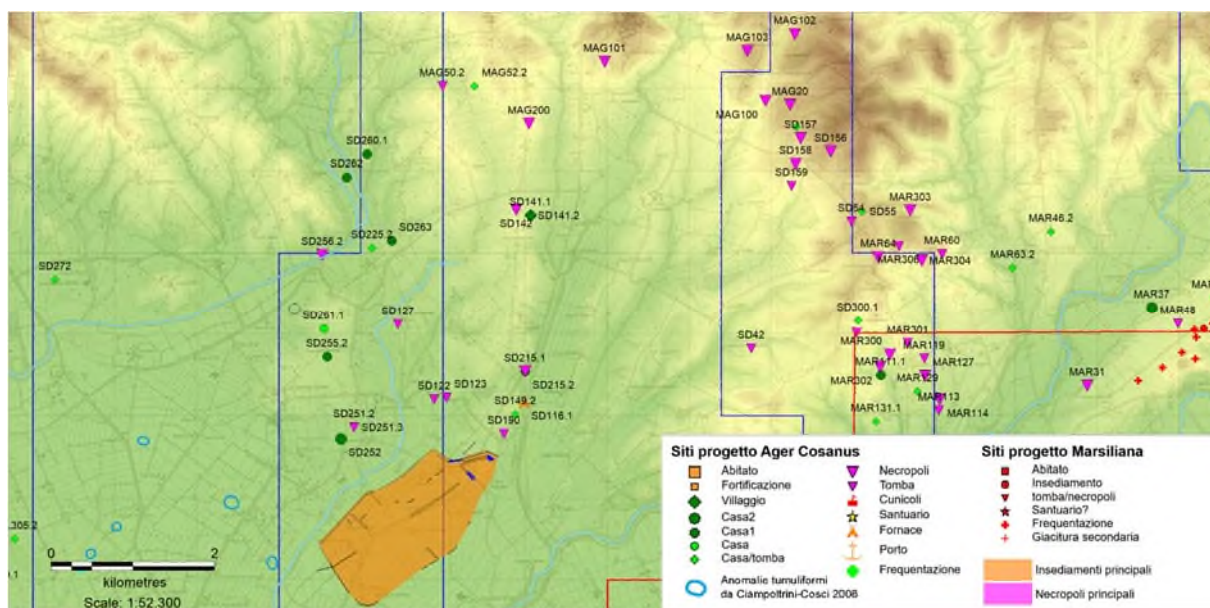 MAG102
MAG103
MAG101
MAG50.2
MAG52.2
MAG20
MAG100
MAG200
SD157
SD156
SD260.1
SD262
SD158
SD159
SD141.1
SD141.2
SD142
SD54
SD55
MAR303
MAR46.2
SD263
SD225.2
SD256.2
MAR64
MAR60
MAR306
MAR304
MAR63.2
SD272
SD300.1
MAR37
MAR48
SD261.1
SD127
SD255.2
SD42
MAR300
MAR301
MAR119
MAR111.1
MAR127
MAR302
MAR129
MAR31
SD215.1
SD215.2
SD122
SD123
SD149.2
SD116.1
MAR113
MAR114
MAR131.1
SD251.2
SD251.3
SD190
SD252
.305.2
0
2
kilometres
Scale: 1:52.300
Siti progetto Ager Cosanus
Abitato
Fortificazione
Villaggio
Casa2
Casa1
Casa
Casa/tomba
Anomalie tumuliformi
da Ciampoltrini-Cosci 2008
Necropoli
Tomba
Cunicoli
Santuario
Fornace
Porto
Frequentazione
Siti progetto Marsiliana
Abitato
Insediamento
tomba/necropoli
Santuario?
Frequentazione
Giacitura secondaria
Insediamenti principali
Necropoli principali